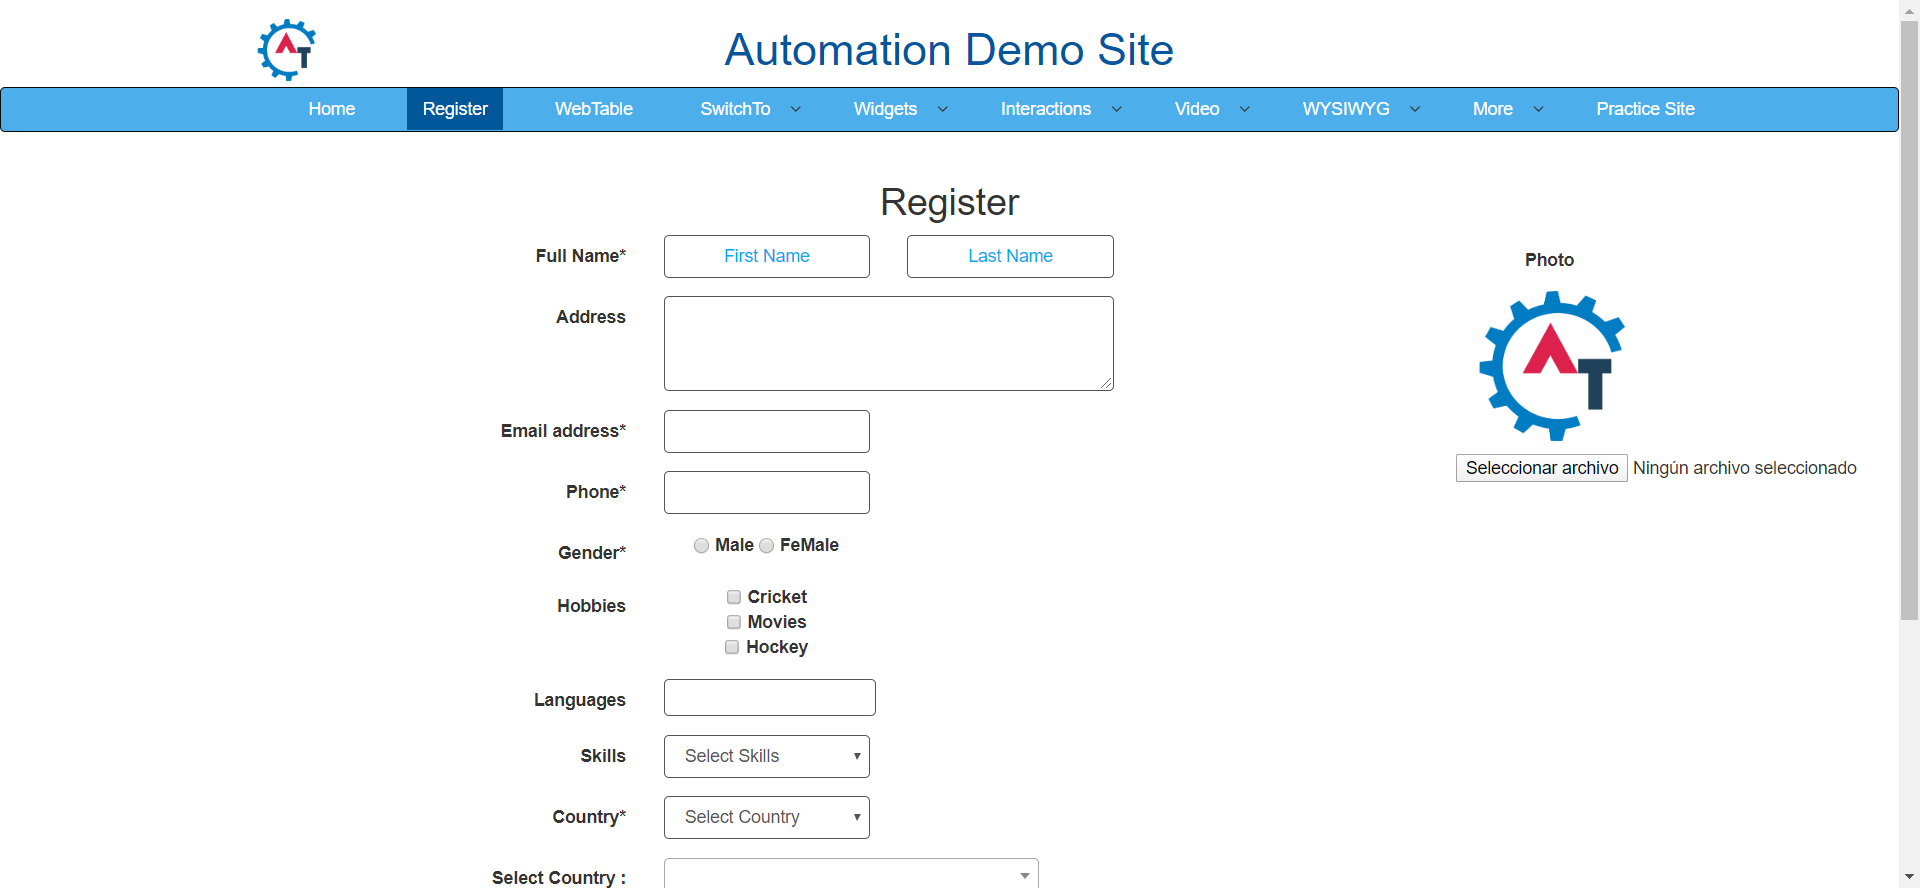 AT
Automation Demo Site
Home Register WebTable SwitchTo Widgets Interactions Video WYSIWYG More Practice Site
Register
Full Name* First Name Last Name
Photo
Address
AT
Email address*
Seleccionar archivo Ningún archivo seleccionado
Phone*
Gender* Male FeMale
Hobbies Cricket
Movies
Hockey
Languages
Skills Select Skills
Country* Select Country
Select Country :